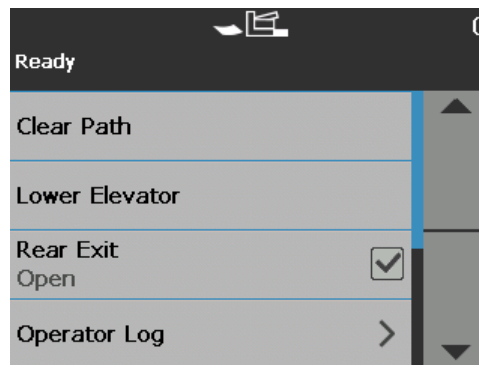 Ready
Clear Path
Lower Elevator
Rear Exit
Open
Operator Log